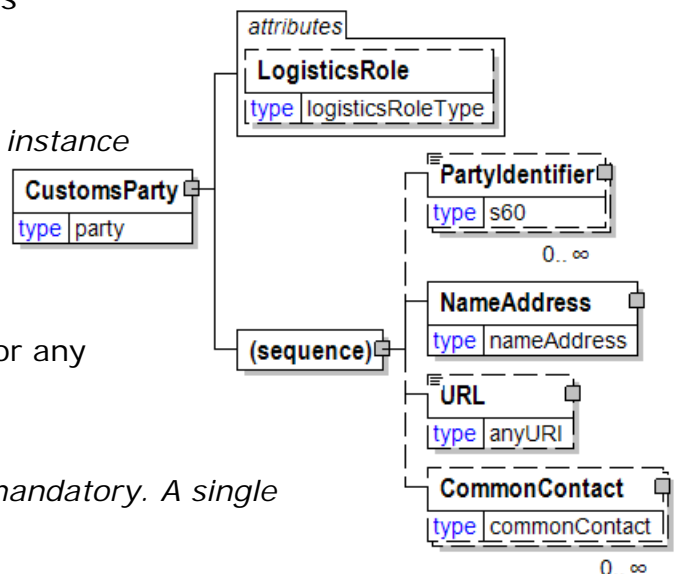 s
attributes
LogisticsRole
type logisticsRoleType
instance
CustomsParty
type party
PartyIdentifier
type s60
0.. ∞
NameAddress
type nameAddress
or any
(sequence)
URL
type anyURI
mandatory. A single
CommonContact
type commonContact
0.. ∞